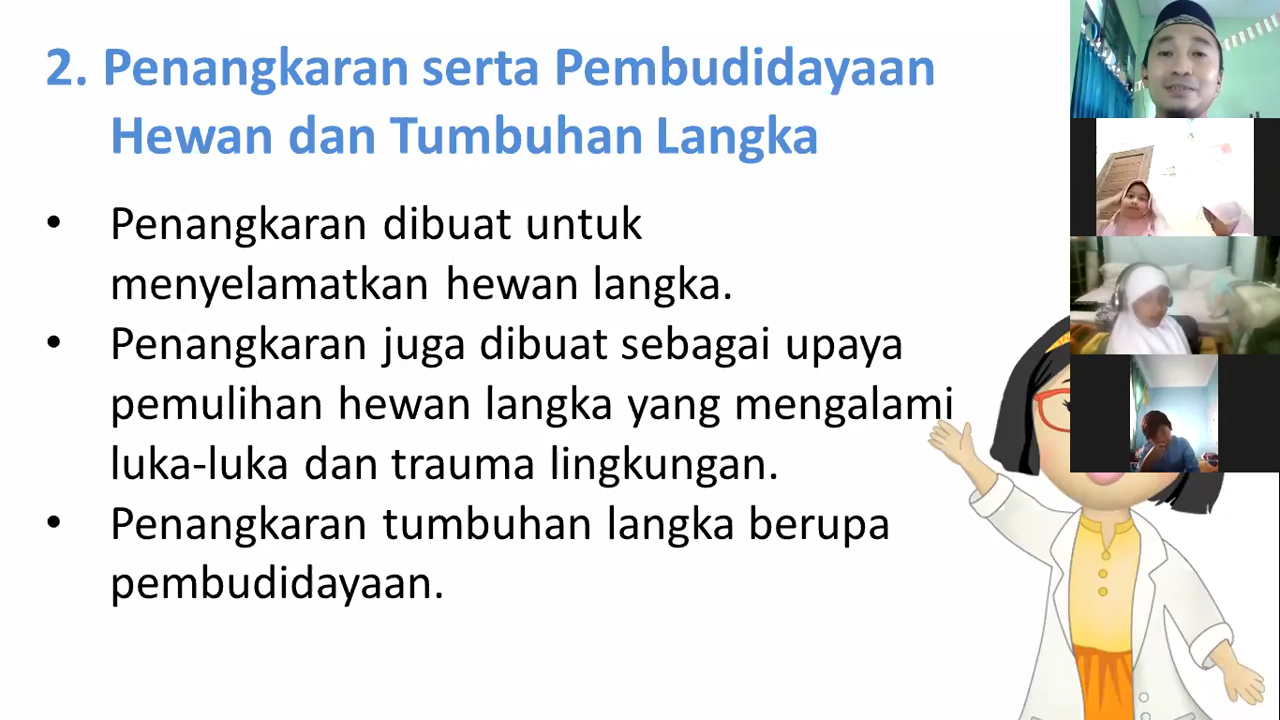 2. Penangkaran serta Pembudidayaan
Hewan dan Tumbuhan Langka
• Penangkaran dibuat untuk
menyelamatkan hewan langka.
• Penangkaran juga dibuat sebagai upaya
pemulihan hewan langka yang mengalami
luka-luka dan trauma lingkungan.
• Penangkaran tumbuhan langka berupa
pembudidayaan.